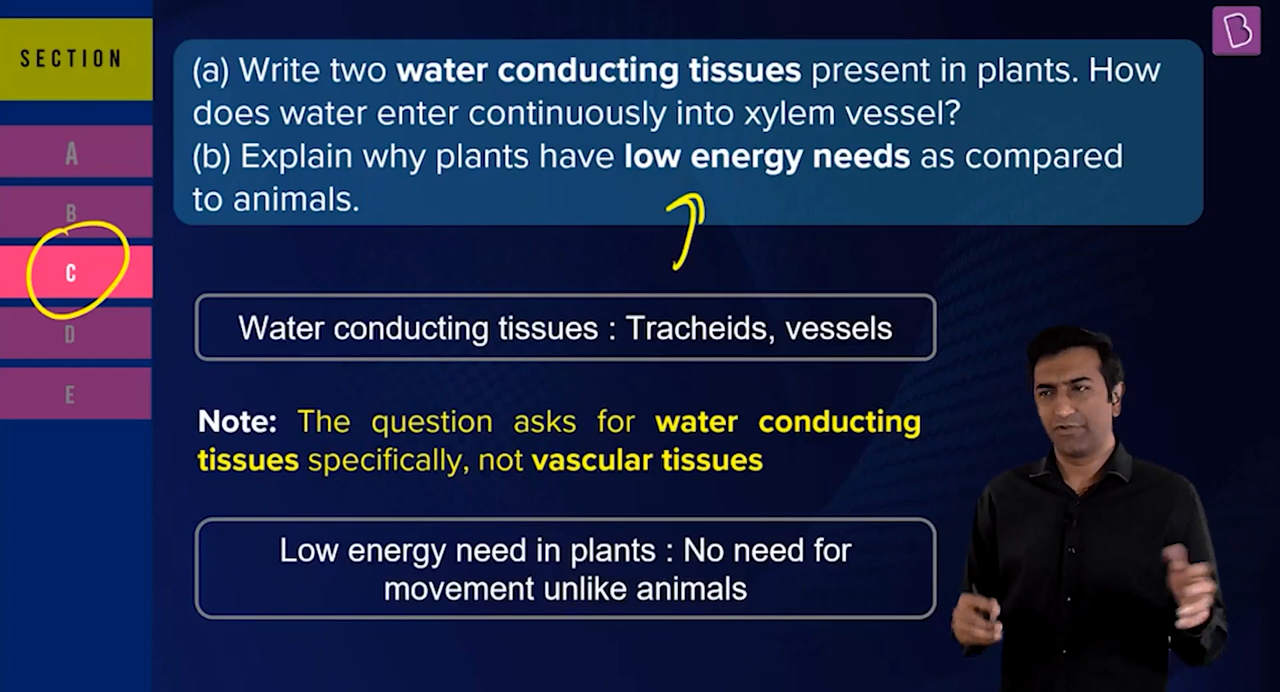 SECTION
A
B
C
D
E
B
(a) Write two water conducting tissues present in plants. How
does water enter continuously into xylem vessel?
(b) Explain why plants have low energy needs as compared
to animals.
Water conducting tissues : Tracheids, vessels
Note: The question asks for water conducting
tissues specifically, not vascular tissues
Low energy need in plants : No need for
movement unlike animals